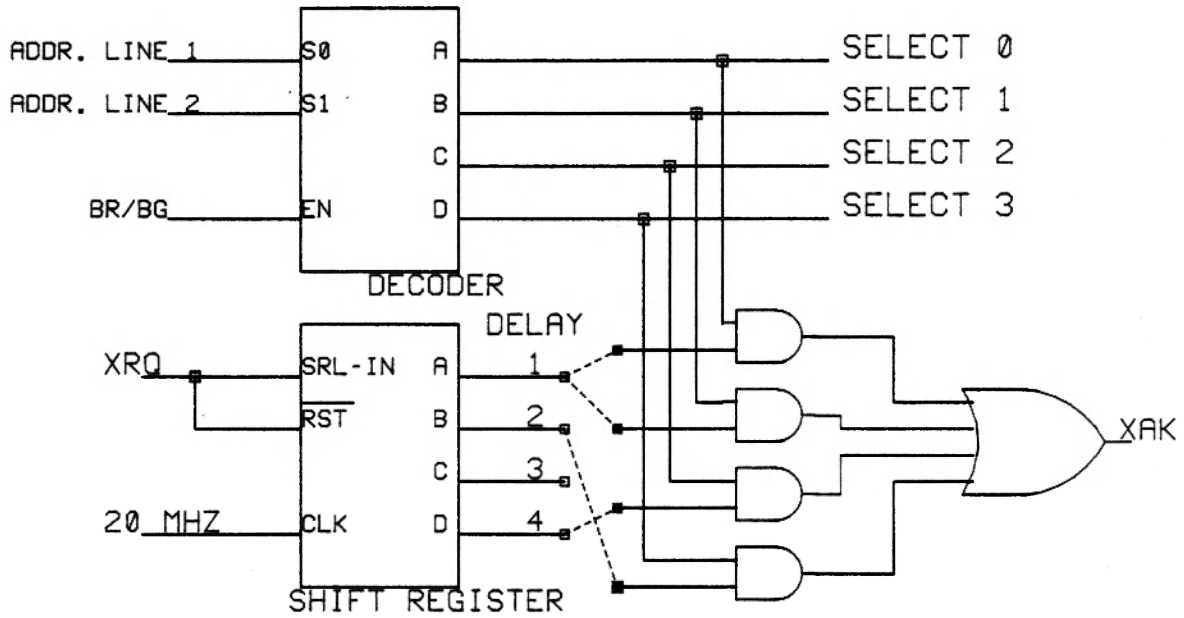 ADDR. LINE 1
S0
A
SELECT 0
ADDR. LINE 2
S1
B
SELECT 1
C
SELECT 2
BR/BG
EN
D
SELECT 3
DECODER
DELAY
XRQ
SRL-IN
A
1
RST
B
2
C
3
XAK
20 MHZ
CLK
D
4
SHIFT REGISTER